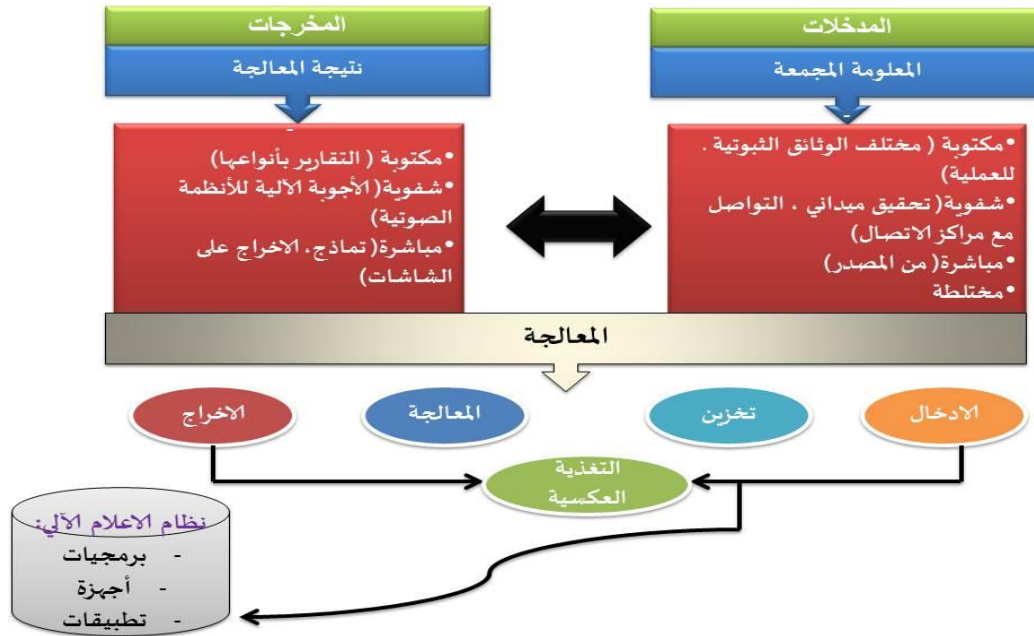 المدخلات
المعلومة المجمعة
-
•مكتوبة ( مختلف الوثائق الثبوتية .
للعملية)
•شفوية( تحقيق ميداني ، التواصل
مع مراكز الاتصال)
•مباشرة( من المصدر)
•مختلطة
المخرجات
نتيجة المعالجة
-
•مكتوبة ( التقارير بأنواعها)
•شفوية( الأجوبة الآلية للأنظمة
الصوتية)
•مباشرة( نماذج، الاخراج على
الشاشات)
المعالجة
الادخال
تخزين
المعالجة
الاخراج
التغذية
العكسية
نظام الاعلام الآلي:
- برمجيات
- أجهزة
- تطبيقات